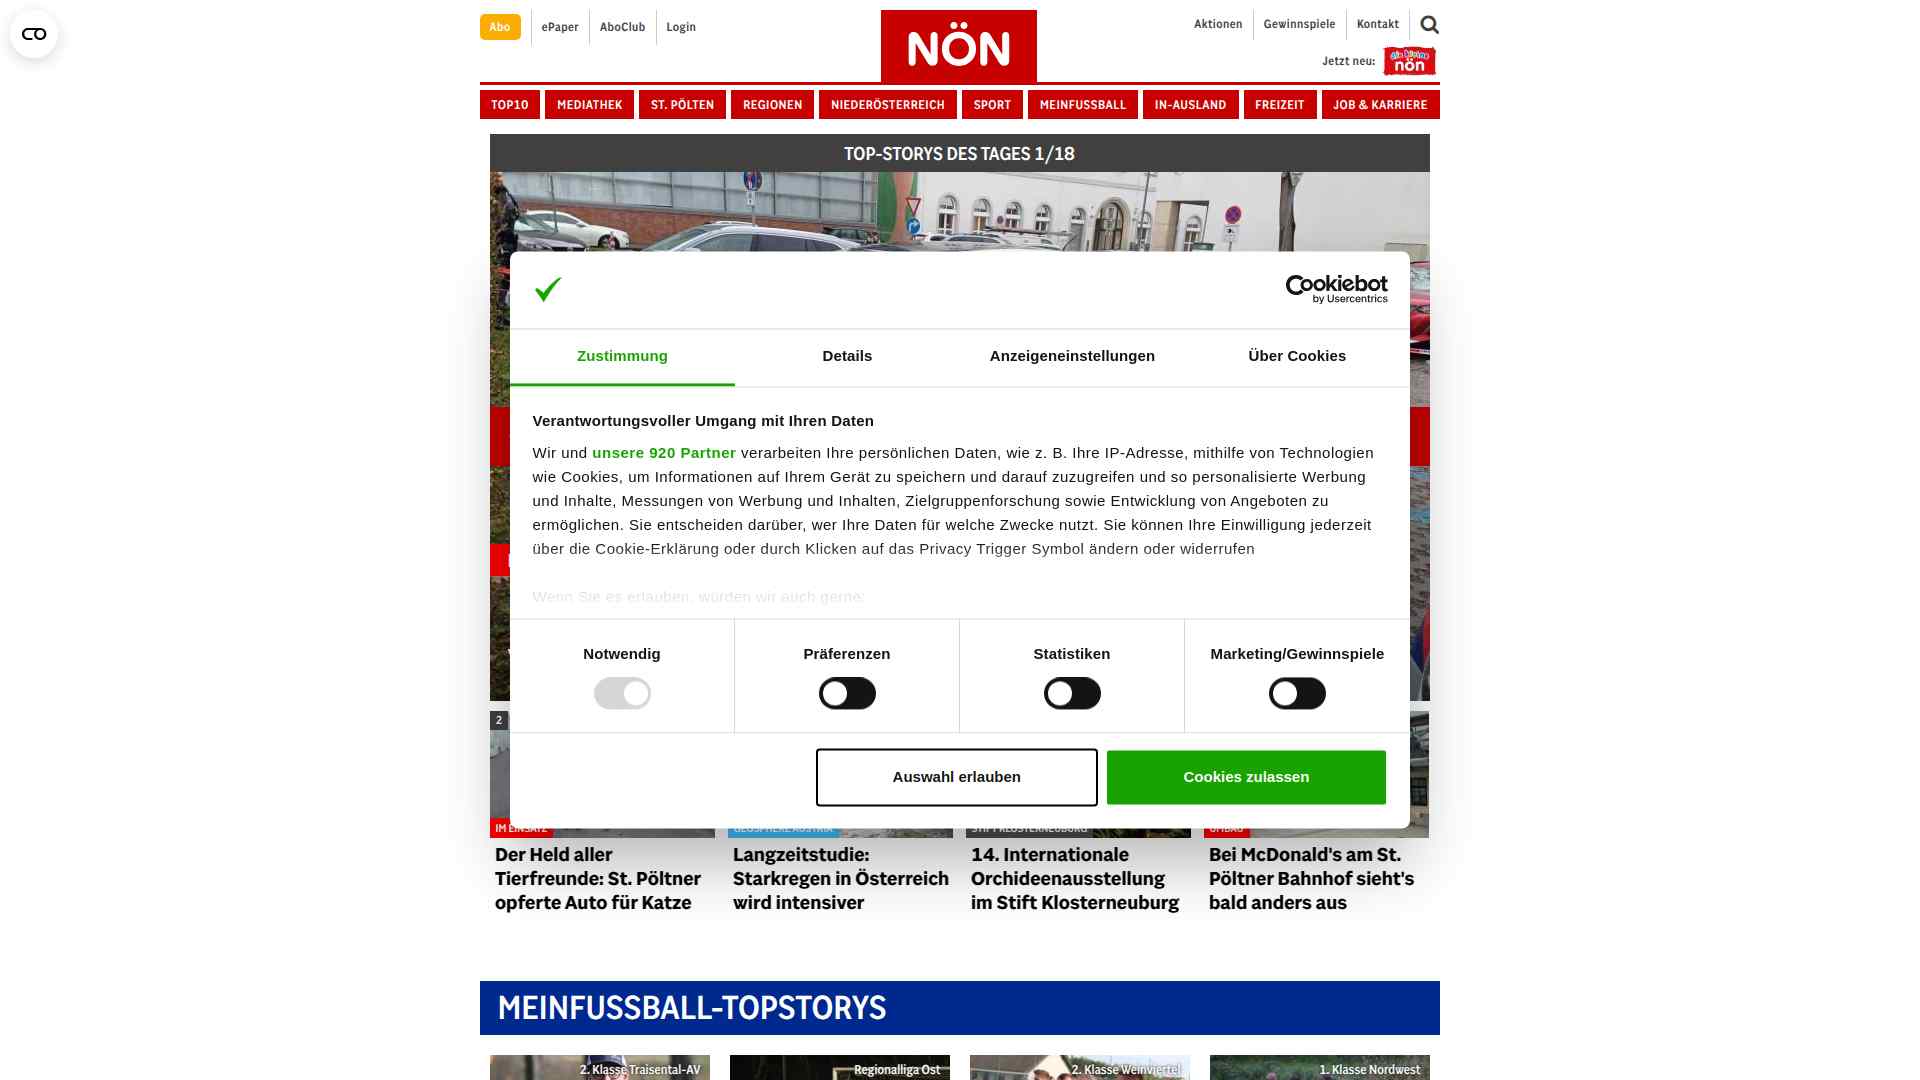 Abo
ePaper
AboClub
Login
NÖN
Aktionen
Gewinnspiele
Kontakt
Jetzt neu:
die kleine
nön
TOP10
MEDIATHEK
ST. PÖLTEN
REGIONEN
NIEDERÖSTERREICH
SPORT
MEINFUSSBALL
IN-AUSLAND
FREIZEIT
JOB & KARRIERE
TOP-STORYS DES TAGES 1/18
Cookiebot
by Usercentrics
Zustimmung
Details
Anzeigeneinstellungen
Über Cookies
Verantwortungsvoller Umgang mit Ihren Daten
Wir und unsere 920 Partner verarbeiten Ihre persönlichen Daten, wie z. B. Ihre IP-Adresse, mithilfe von Technologien
wie Cookies, um Informationen auf Ihrem Gerät zu speichern und darauf zuzugreifen und so personalisierte Werbung
und Inhalte, Messungen von Werbung und Inhalten, Zielgruppenforschung sowie Entwicklung von Angeboten zu
ermöglichen. Sie entscheiden darüber, wer Ihre Daten für welche Zwecke nutzt. Sie können Ihre Einwilligung jederzeit
über die Cookie-Erklärung oder durch Klicken auf das Privacy Trigger Symbol ändern oder widerrufen
Wenn Sie es erlauben, würden wir auch gerne:
Notwendig
Präferenzen
Statistiken
Marketing/Gewinnspiele
Auswahl erlauben
Cookies zulassen
2
IM EINSATZ
GEOSPHERE AUSTRIA
STIFT KLOSTERNEUBURG
UMBAU
Der Held aller
Tierfreunde: St. Pöltner
opferte Auto für Katze
Langzeitstudie:
Starkregen in Österreich
wird intensiver
14. Internationale
Orchideenausstellung
im Stift Klosterneuburg
Bei McDonald's am St.
Pöltner Bahnhof sieht's
bald anders aus
MEINFUSSBALL-TOPSTORYS
2. Klasse Traisental-AV
Regionalliga Ost
2. Klasse Weinviertel
1. Klasse Nordwest